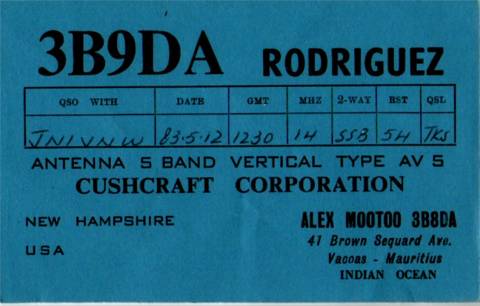 3B9DA RODRIGUEZ
QSO WITH DATE GMT MHZ 2-WAY RST QSL
JN1VNW 83.5.12 1230 14 SSB 54 TKS
ANTENNA 5 BAND VERTICAL TYPE AV 5
CUSHCRAFT CORPORATION
NEW HAMPSHIRE
USA
ALEX MOOTOO 3B8DA
41 Brown Sequard Ave.
Vacoas - Mauritius
INDIAN OCEAN